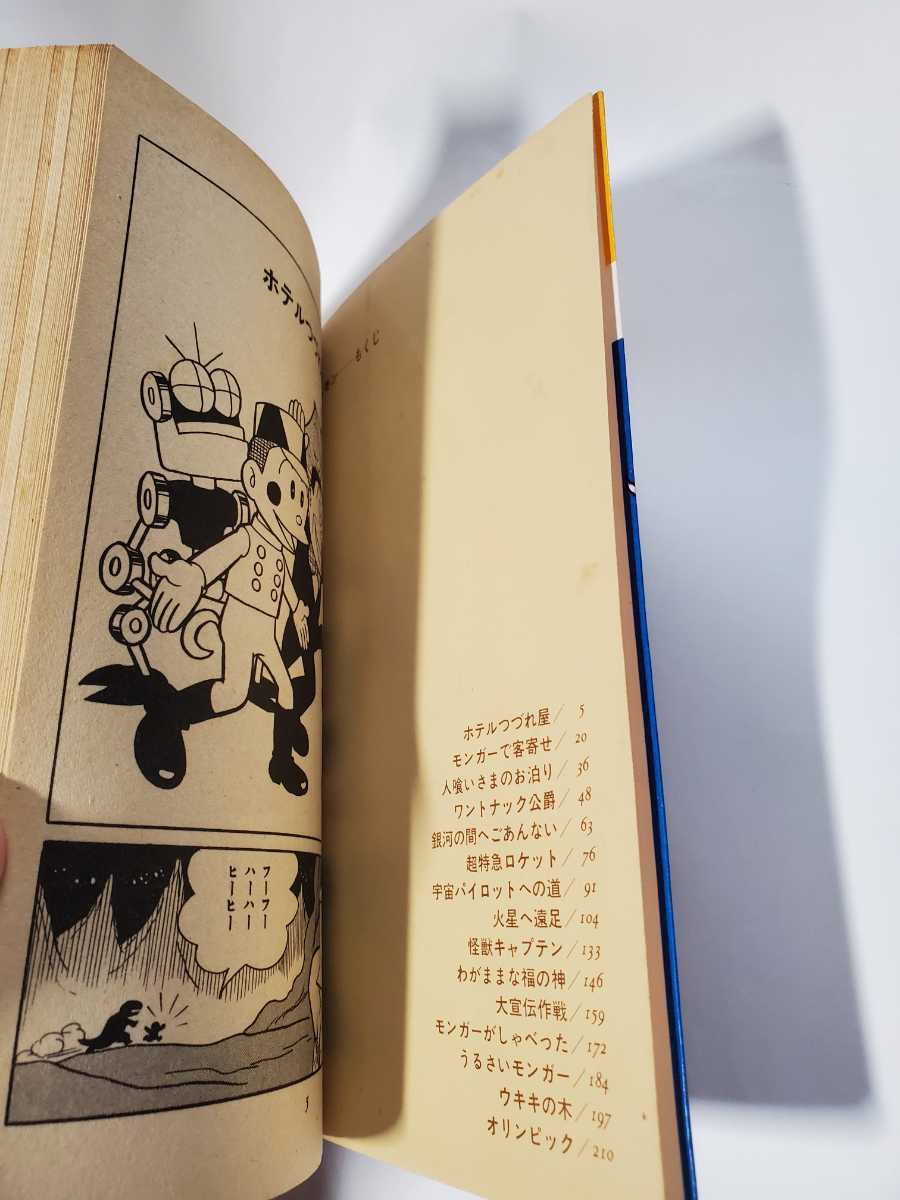 ホテルつづ
もくじ
ホテルつづれ屋/5
モンガーで客寄せ/20
人喰いさまのお泊り/36
ワントナック公爵/48
銀河の間へごあんない/63
超特急ロケット/76
宇宙パイロットへの道/91
火星へ遠足/104
怪獣キャプテン/133
わがままな福の神/146
大宣伝作戦/159
モンガーがしゃべった/172
うるさいモンガー/184
ウキキの木/197
オリンピック/210
フーフー
ハーハー
ヒーヒー
5